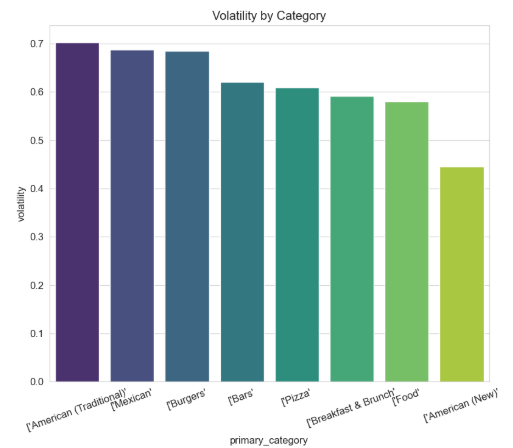 Volatility by Category
volatility
0.7
0.6
0.5
0.4
0.3
0.2
0.1
0.0
['American (Traditional)'
['Mexican'
['Burgers'
['Bars'
['Pizza'
['Breakfast & Brunch'
['Food'
['American (New)'
primary_category